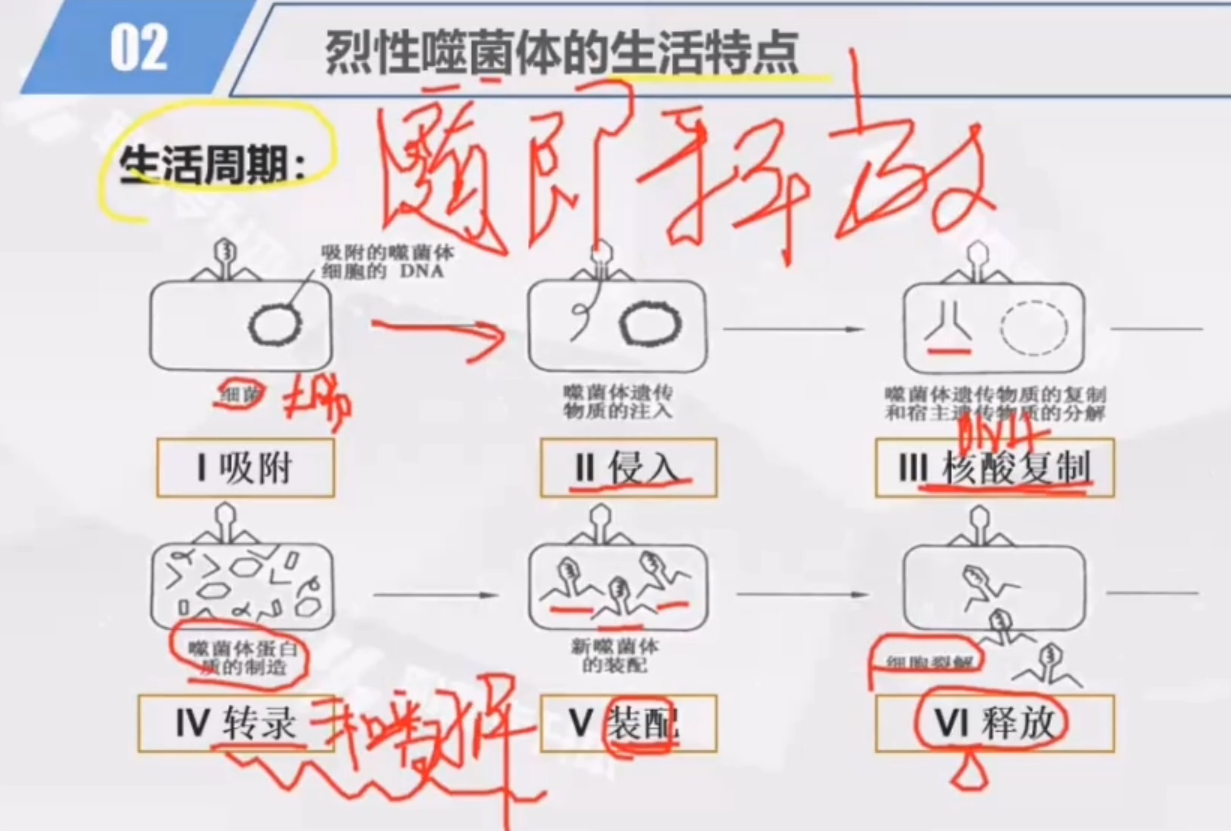 02
烈性噬菌体的生活特点
生活周期：
随即释放
吸附的噬菌体
细胞的 DNA
细菌
噬菌体遗传
物质的注入
噬菌体遗传物质的复制
和宿主遗传物质的分解
DNA
I 吸附
II 侵入
III 核酸复制
噬菌体蛋白
质的制造
新噬菌体
的装配
细胞裂解
IV 转录
V 装配
VI 释放